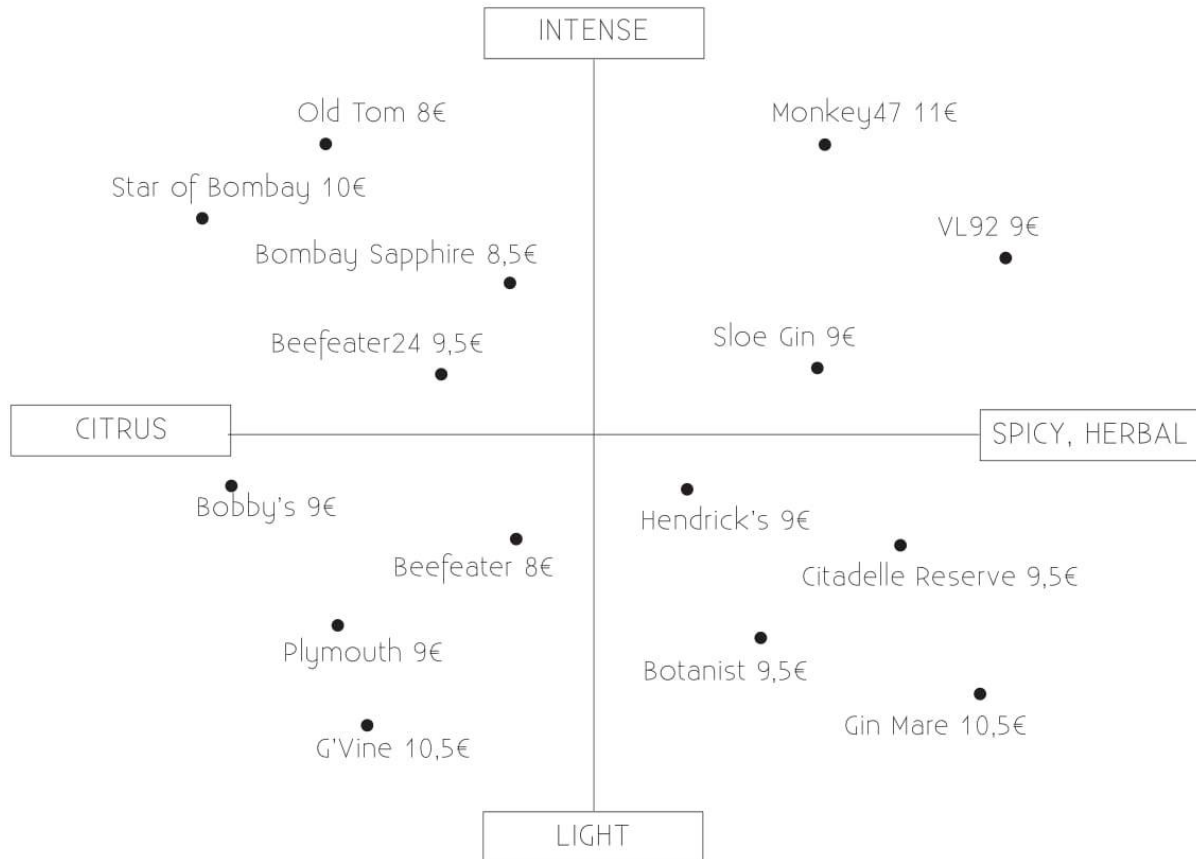 INTENSE
Old Tom 8€
Monkey47 11€
Star of Bombay 10€
VL92 9€
Bombay Sapphire 8,5€
Beefeater24 9,5€
Sloe Gin 9€
CITRUS
SPICY, HERBAL
Bobby's 9€
Hendrick's 9€
Beefeater 8€
Citadelle Reserve 9,5€
Plymouth 9€
Botanist 9,5€
G'Vine 10,5€
Gin Mare 10,5€
LIGHT